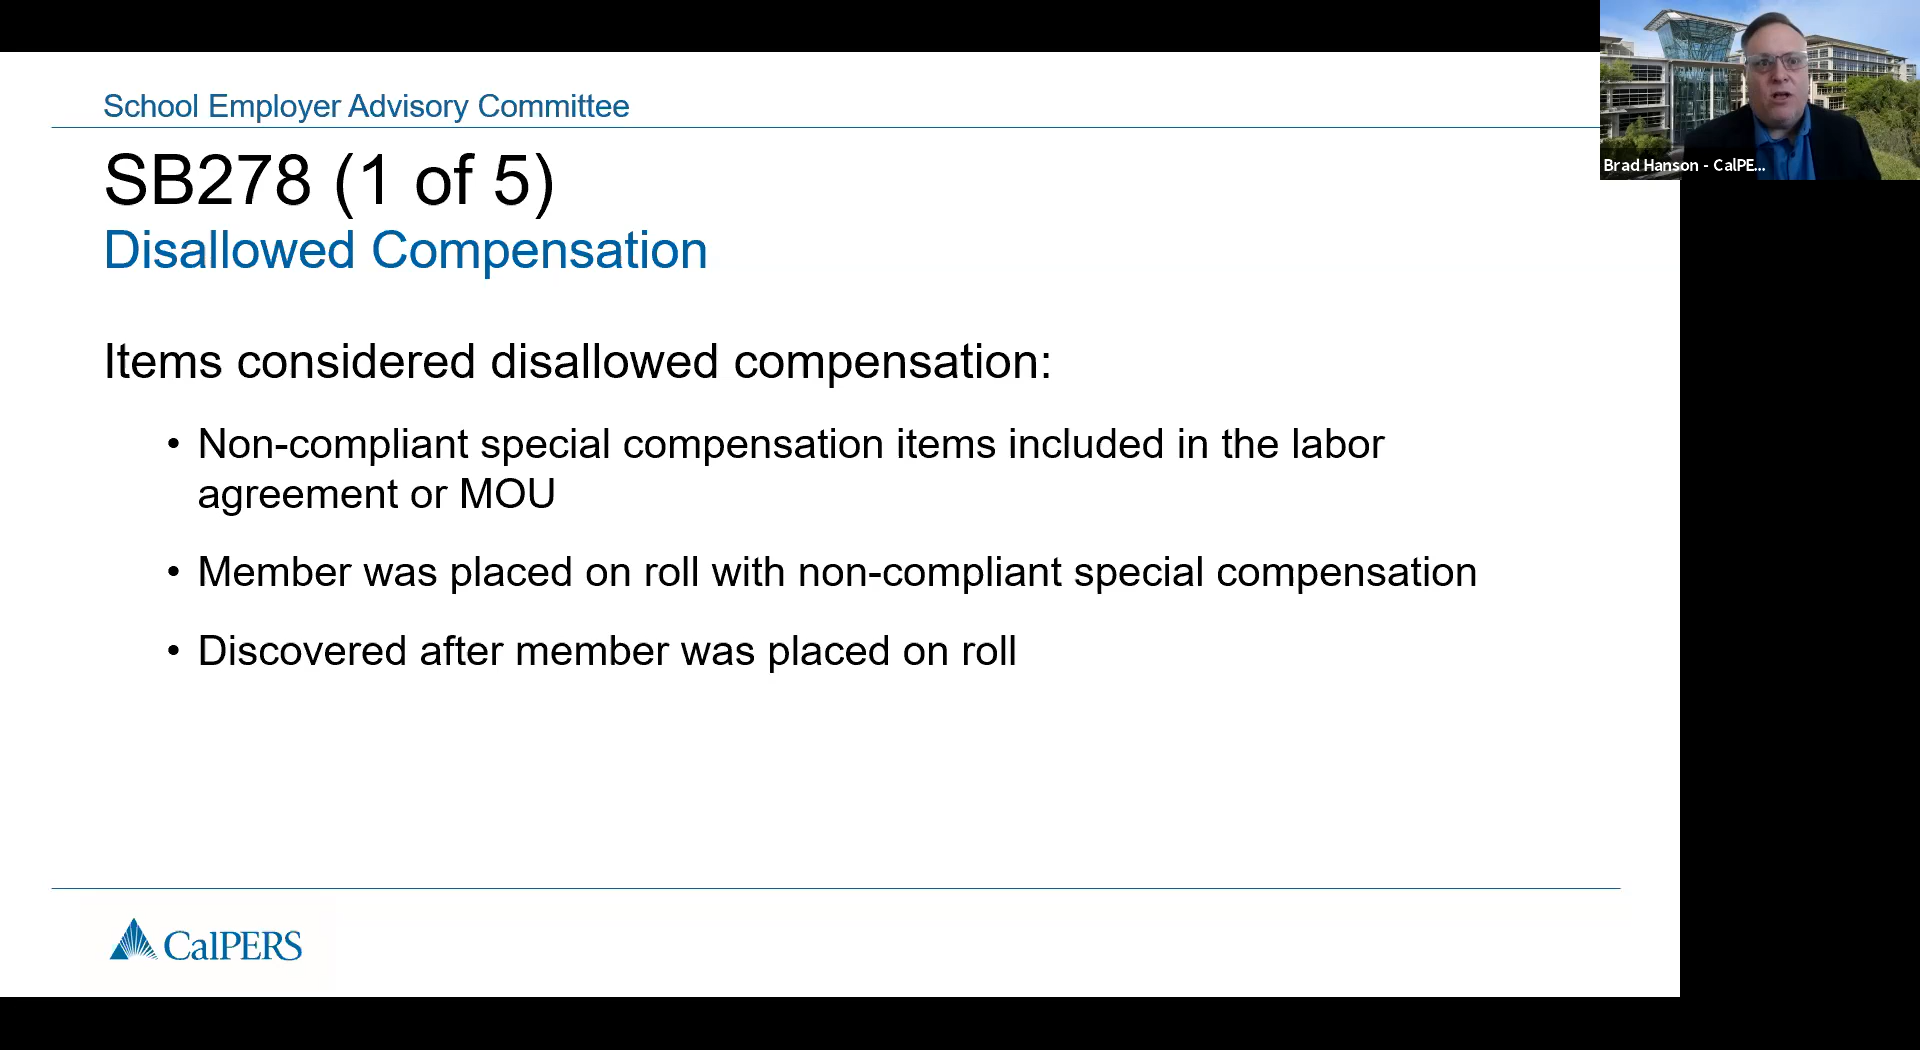 School Employer Advisory Committee
SB278 (1 of 5)
Disallowed Compensation
Items considered disallowed compensation:
• Non-compliant special compensation items included in the labor
agreement or MOU
• Member was placed on roll with non-compliant special compensation
• Discovered after member was placed on roll
CalPERS
Brad Hanson - CalPE...